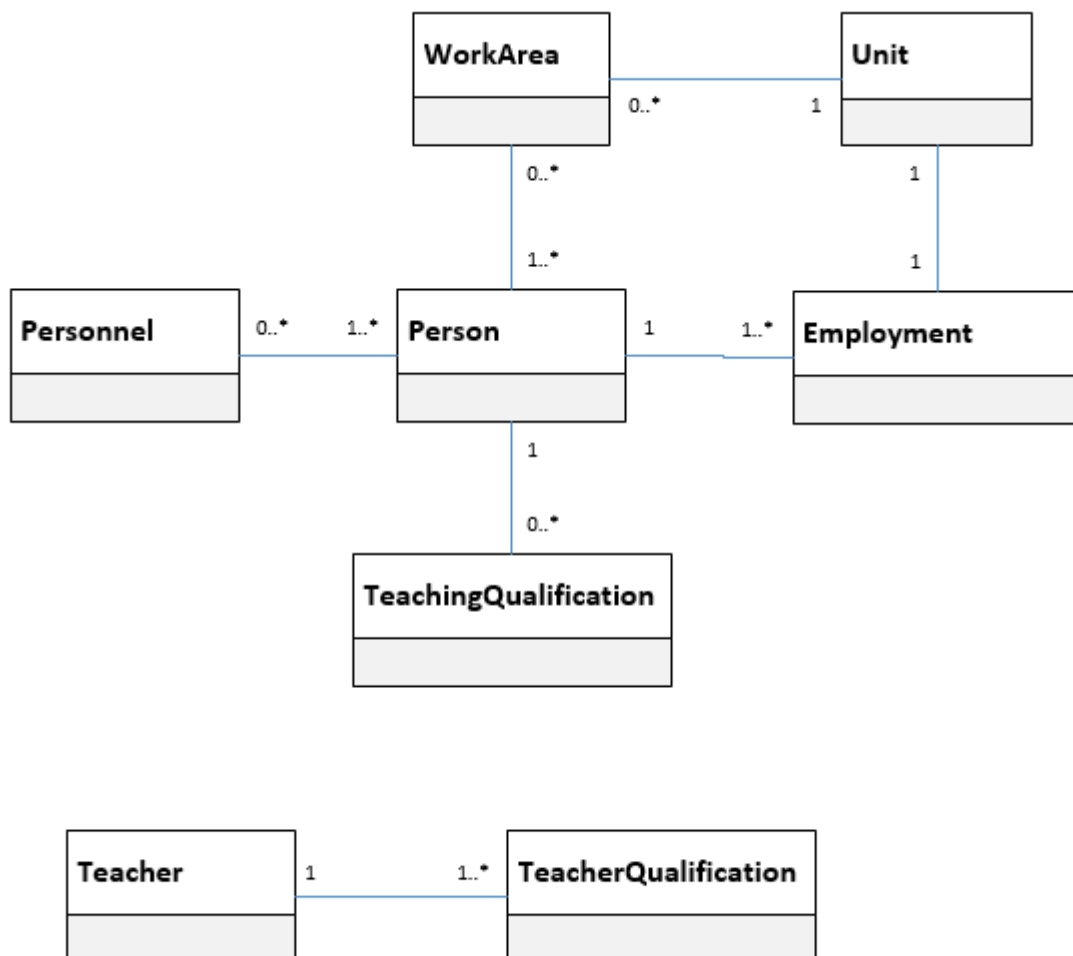 WorkArea
Unit
0..*
1
0..*
1
1..*
1
Personnel
0..*
1..*
Person
1
1..*
Employment
1
0..*
TeachingQualification
Teacher
1
1..*
TeacherQualification